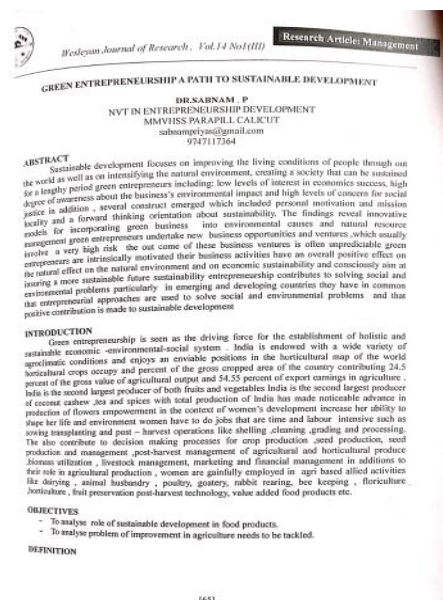 Wesleyan Journal of Research , Vol.14 No1(III)
Research Article: Management
GREEN ENTREPRENEURSHIP A PATH TO SUSTAINABLE DEVELOPMENT
DR.SABNAM . P
NVT IN ENTREPRENEURSHIP DEVELOPMENT
MMVHSS PARAPILL CALICUT
sabnampriyas@gmail.com
9747117364
ABSTRACT
Sustainable development focuses on improving the living conditions of people through out
the world as well as on intensifying the natural environment, creating a society that can be sustained
for a lengthy period green entrepreneurs including: low levels of interest in economics success, high
degree of awareness about the business's environmental impact and high levels of concern for social
justice in addition , several construct emerged which included personal motivation and mission
locality and a forward thinking orientation about sustainability. The findings reveal innovative
models for incorporating green business into environmental causes and natural resource
management green entrepreneurs undertake new business opportunities and ventures ,which usually
involve a very high risk the out come of these business ventures is often unpredictable green
entrepreneurs are intrinsically motivated their business activities have an overall positive effect on
the natural effect on the natural environment and on economic sustainability and consciously aim at
insuring a more sustainable future sustainability entrepreneurship contributes to solving social and
environmental problems particularly in emerging and developing countries they have in common
that entrepreneurial approaches are used to solve social and environmental problems and that
positive contribution is made to sustainable development
INTRODUCTION
Green entrepreneurship is seen as the driving force for the establishment of holistic and
sustainable economic -environmental-social system . India is endowed with a wide variety of
agroclimatic conditions and enjoys an enviable positions in the horticultural map of the world
horticultural crops occupy and percent of the gross cropped area of the country contributing 24.5
percent of the gross value of agricultural output and 54.55 percent of export earnings in agriculture .
India is the second largest producer of both fruits and vegetables India is the second largest producer
of coconut cashew ,tea and spices with total production of India has made noticeable advance in
production of flowers empowerment in the context of women's development increase her ability to
shape her life and environment women have to do jobs that are time and labour intensive such as
sowing transplanting and post – harvest operations like shelling ,cleaning ,grading and processing.
The also contribute to decision making processes for crop production ,seed production, seed
production and management ,post-harvest management of agricultural and horticultural produce
,biomass utilization , livestock management, marketing and financial management in additions to
their role in agricultural production , women are gainfully employed in agri based allied activities
like dairying , animal husbandry , poultry, goatery, rabbit rearing, bee keeping , floriculture
,horticulture , fruit preservation post-harvest technology, value added food products etc.
OBJECTIVES
- To analyse role of sustainable development in food products.
- To analyse problem of improvement in agriculture needs to be tackled.
DEFINITION